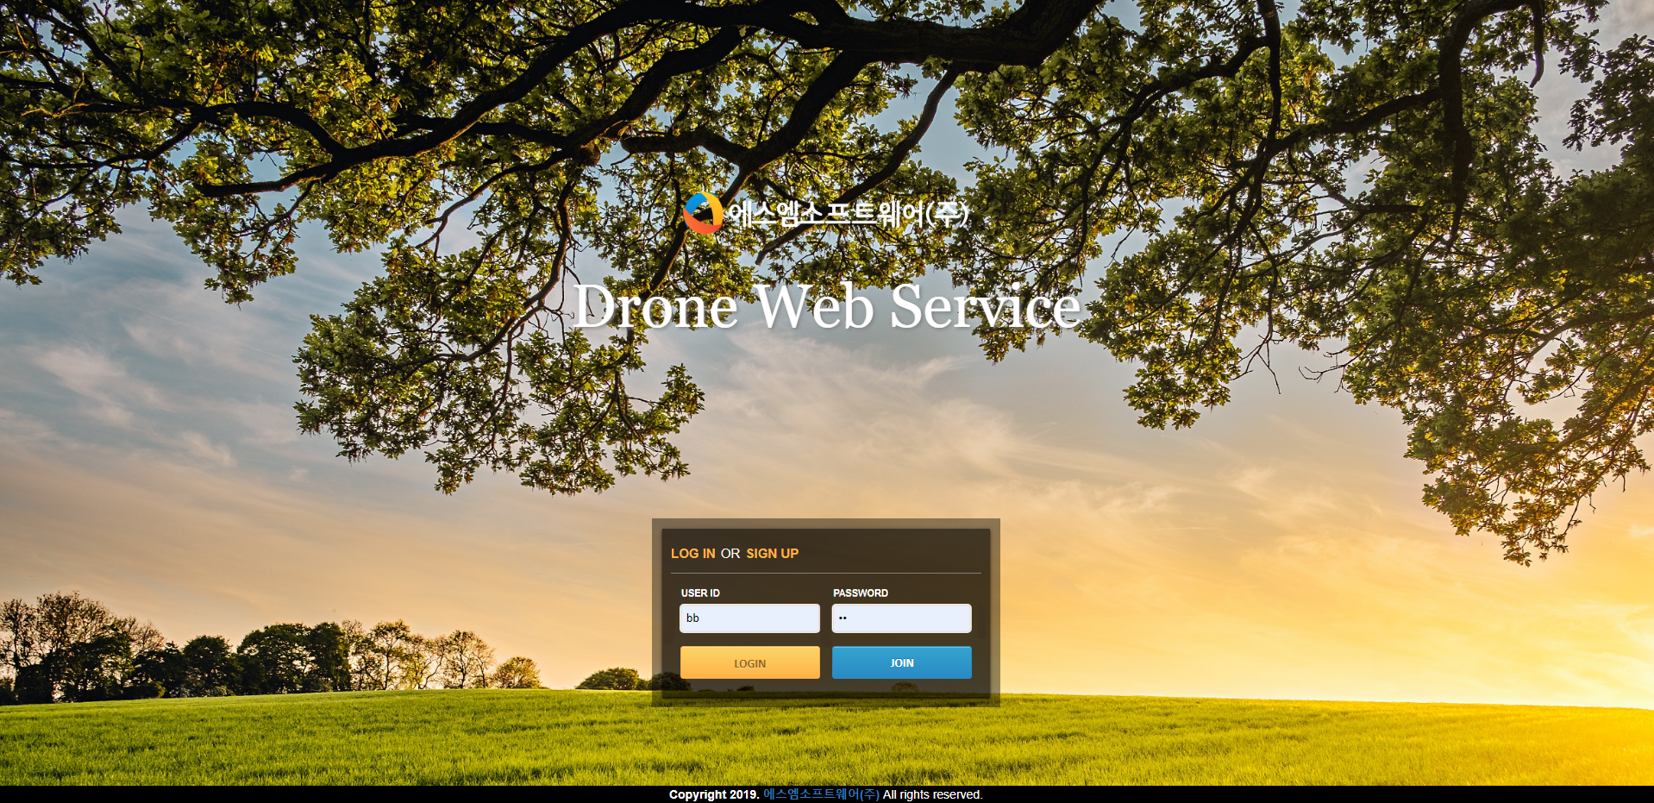 에스엠소프트웨어(주)
Drone Web Service
LOG IN OR SIGN UP
USER ID PASSWORD
bb ••
LOGIN JOIN
Copyright 2019. 에스엠소프트웨어(주) All rights reserved.